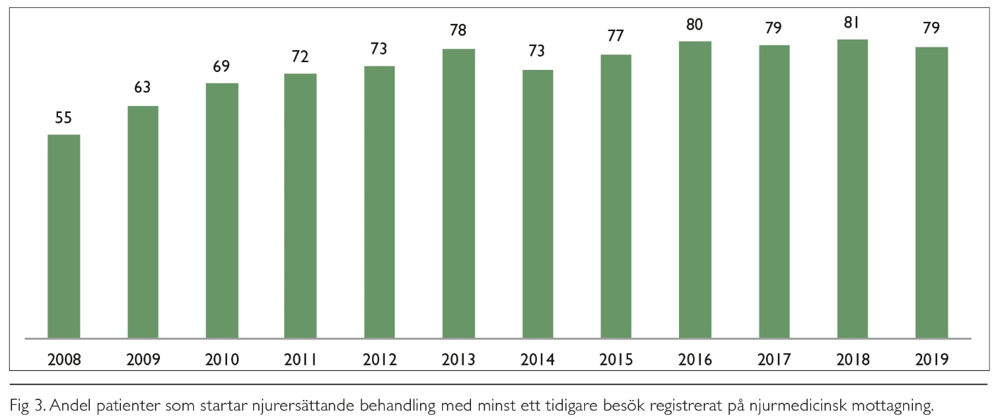 55 63 69 72 73 78 73 77 80 79 81 79
2008 2009 2010 2011 2012 2013 2014 2015 2016 2017 2018 2019
Fig 3. Andel patienter som startar njurersättande behandling med minst ett tidigare besök registrerat på njurmedicinsk mottagning.